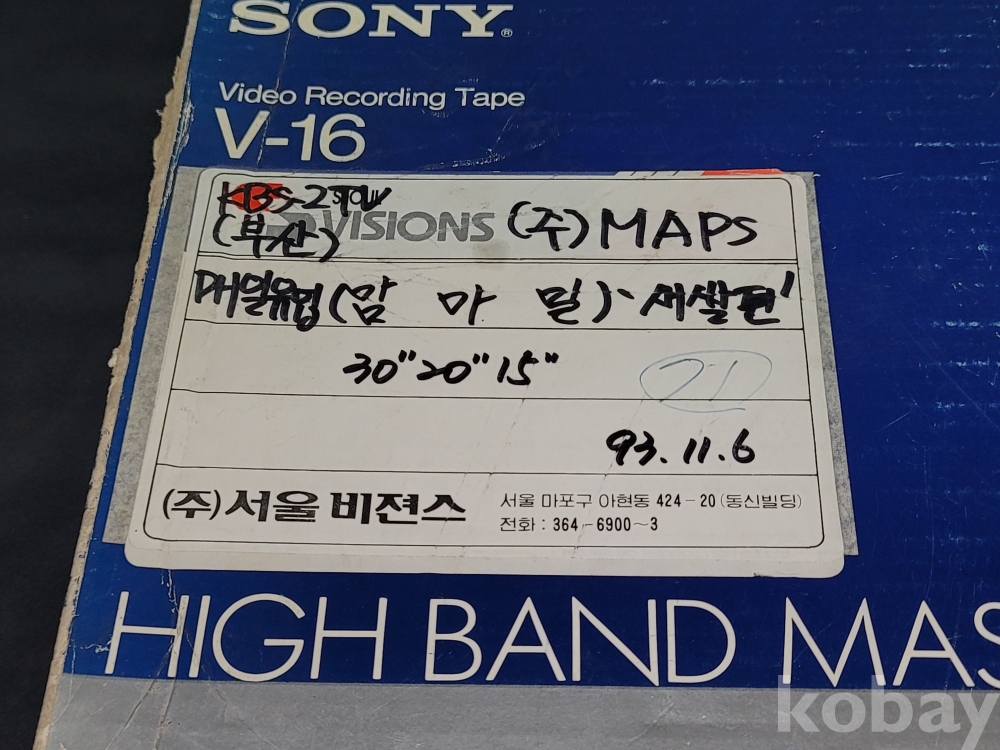 SONY®
Video Recording Tape
V-16
KBS-2TV
(부산) VISIONS (주)MAPS
매일유업(맘 마 밀)-세살편'
30"20"15"
21
93.11.6
(주)서울 비젼스
서울 마포구 아현동 424-20 (동신빌딩)
전화 : 364-6900~3
HIGH BAND MAS
kobay